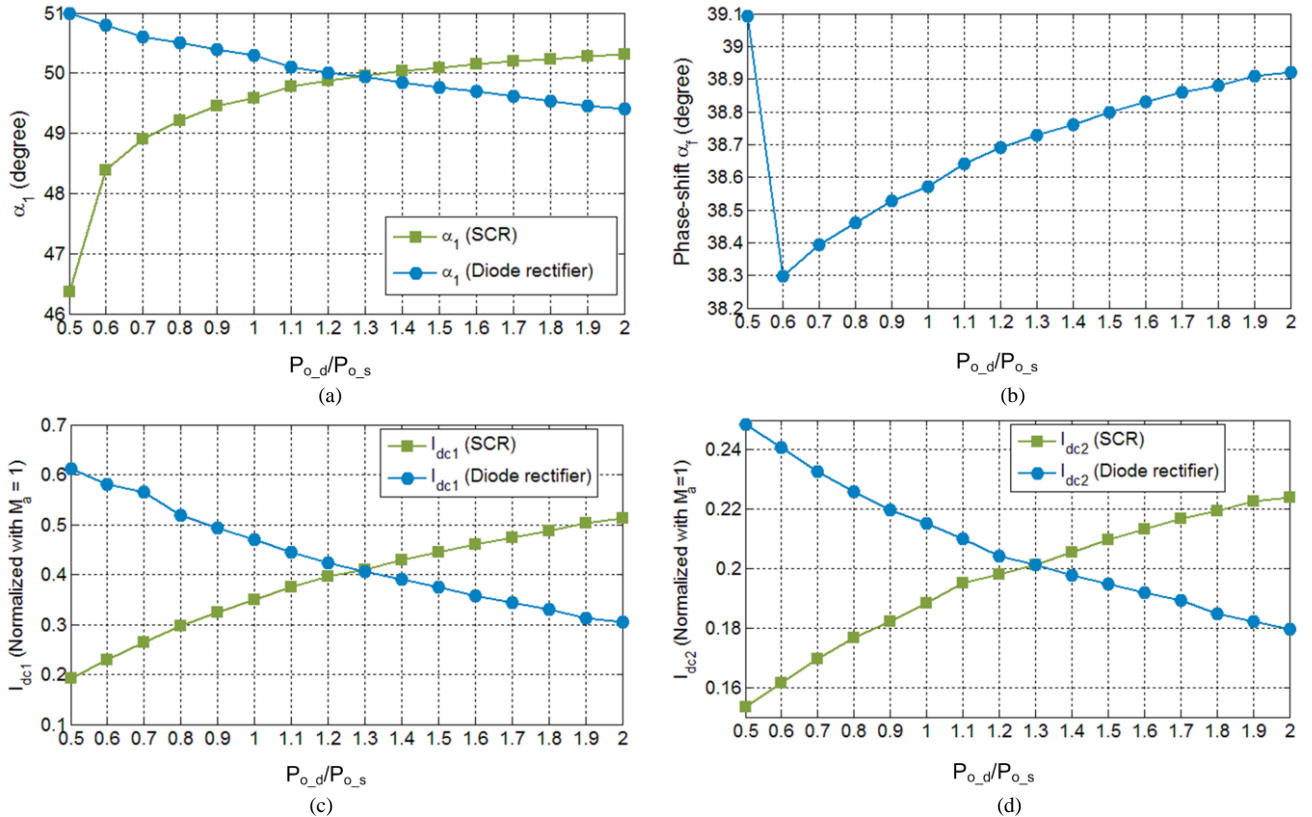 51
50
49
48
47
46
α1 (degree)
α1 (SCR)
α1 (Diode rectifier)
0.5 0.6 0.7 0.8 0.9 1 1.1 1.2 1.3 1.4 1.5 1.6 1.7 1.8 1.9 2
Po_d/Po_s
(a)
39.1
39
38.9
38.8
38.7
38.6
38.5
38.4
38.3
38.2
Phase-shift αf (degree)
0.5 0.6 0.7 0.8 0.9 1 1.1 1.2 1.3 1.4 1.5 1.6 1.7 1.8 1.9 2
Po_d/Po_s
(b)
0.7
0.6
0.5
0.4
0.3
0.2
0.1
Idc1 (Normalized with Ma = 1)
Idc1 (SCR)
Idc1 (Diode rectifier)
0.5 0.6 0.7 0.8 0.9 1 1.1 1.2 1.3 1.4 1.5 1.6 1.7 1.8 1.9 2
Po_d/Po_s
(c)
0.24
0.22
0.2
0.18
0.16
Idc2 (Normalized with Ma=1)
Idc2 (SCR)
Idc2 (Diode rectifier)
0.5 0.6 0.7 0.8 0.9 1 1.1 1.2 1.3 1.4 1.5 1.6 1.7 1.8 1.9 2
Po_d/Po_s
(d)